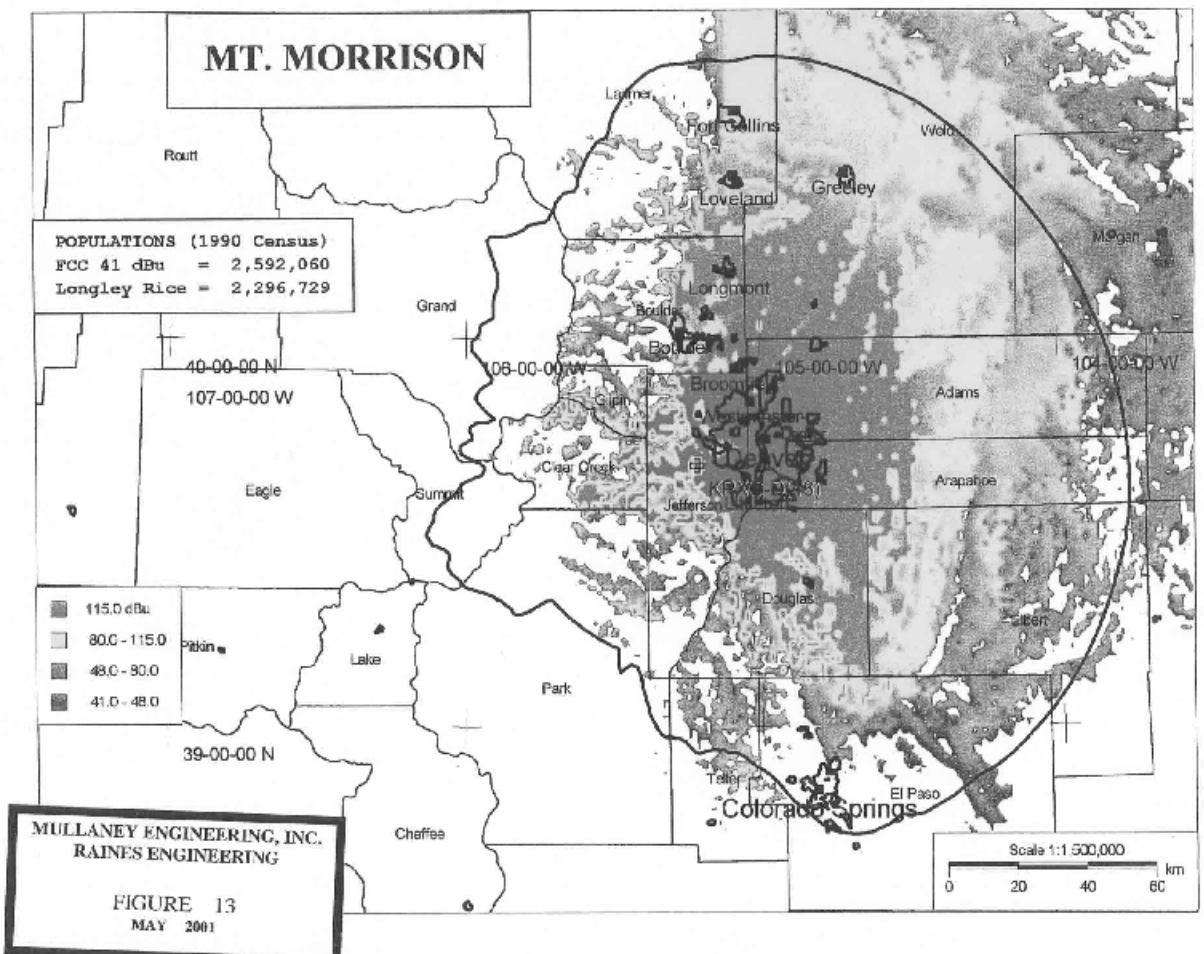 MT. MORRISON
Larimer
Fort Collins
Weld
Routt
Loveland
Greeley
POPULATIONS (1990 Census)
FCC 41 dBu = 2,592,060
Longley Rice = 2,296,729
Morgan
Longmont
Grand
Boulder
40-00-00 N
106-00-00 W
105-00-00 W
104-00-00 W
107-00-00 W
Adams
Gilpin
Clear Creek
Eagle
Summit
Arapahoe
Jefferson
115.0 dBu
80.0 - 115.0
48.0 - 80.0
41.0 - 48.0
Douglas
Elbert
Pitkin
Lake
Park
39-00-00 N
Teller
El Paso
Colorado Springs
Chaffee
MULLANEY ENGINEERING, INC.
RAINES ENGINEERING
FIGURE 13
MAY 2001
Scale 1:1,500,000
0 20 40 60 km